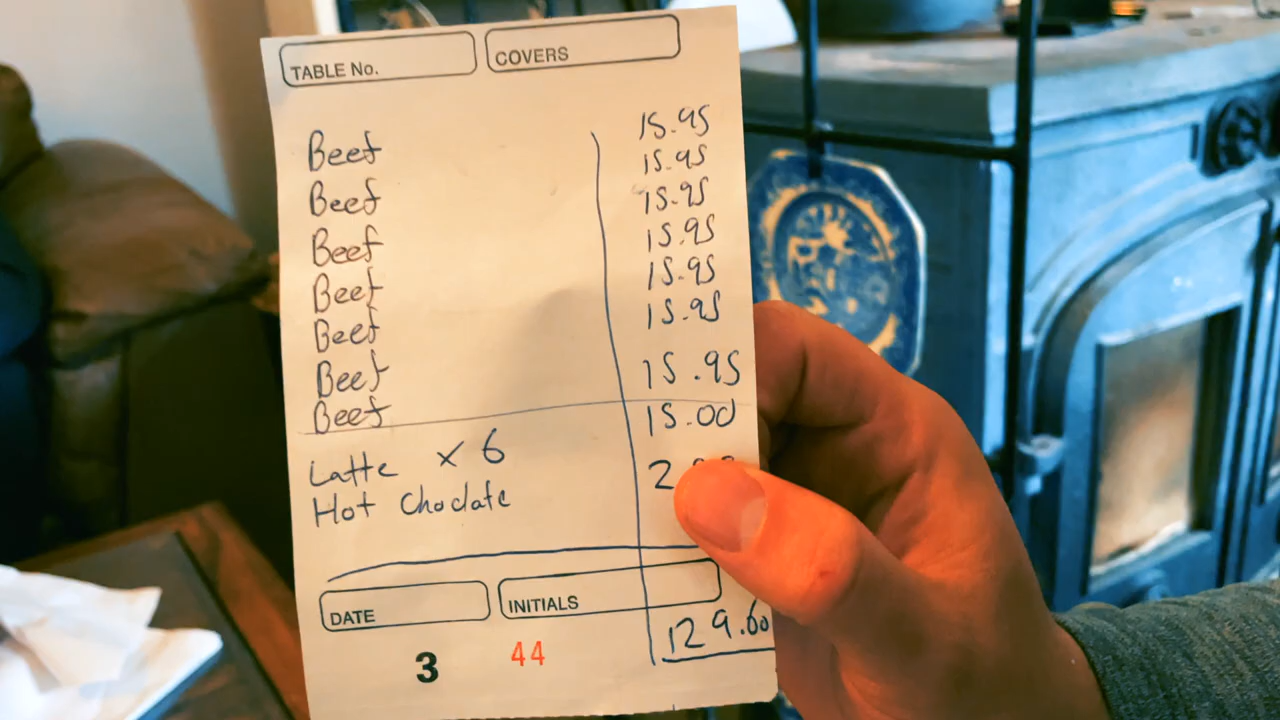 TABLE No. COVERS
Beef 15.95
Beef 15.95
Beef 15.95
Beef 15.95
Beef 15.95
Beef 15.95
Beef 15.95
Latte x 6 15.00
Hot Choclate 2
DATE INITIALS
129.60
3 44